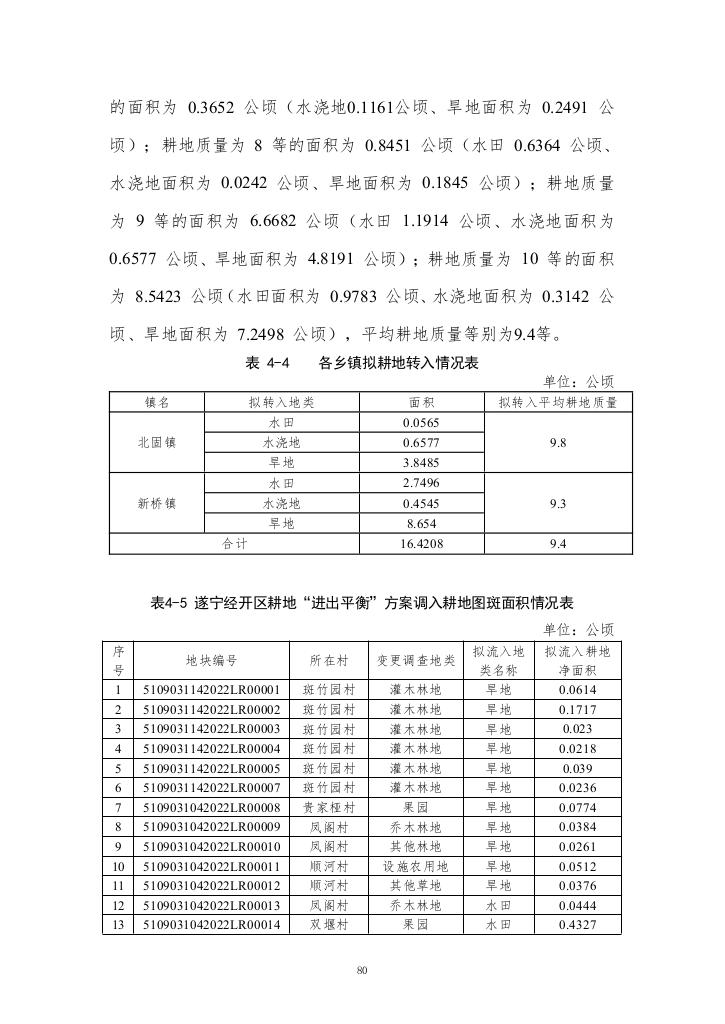 的面积为 0.3652 公顷（水浇地0.1161公顷、旱地面积为 0.2491 公
顷）；耕地质量为 8 等的面积为 0.8451 公顷（水田 0.6364 公顷、
水浇地面积为 0.0242 公顷、旱地面积为 0.1845 公顷）；耕地质量
为 9 等的面积为 6.6682 公顷（水田 1.1914 公顷、水浇地面积为
0.6577 公顷、旱地面积为 4.8191 公顷）；耕地质量为 10 等的面积
为 8.5423 公顷（水田面积为 0.9783 公顷、水浇地面积为 0.3142 公
顷、旱地面积为 7.2498 公顷），平均耕地质量等别为9.4等。
表 4-4 各乡镇拟耕地转入情况表
单位：公顷
镇名 拟转入地类 面积 拟转入平均耕地质量
北固镇 水田 0.0565 9.8
水浇地 0.6577
旱地 3.8485
新桥镇 水田 2.7496 9.3
水浇地 0.4545
旱地 8.654
合计 16.4208 9.4
表4-5 遂宁经开区耕地“进出平衡”方案调入耕地图斑面积情况表
单位：公顷
序号 地块编号 所在村 变更调查地类 拟流入地类名称 拟流入耕地净面积
1 5109031142022LR00001 斑竹园村 灌木林地 旱地 0.0614
2 5109031142022LR00002 斑竹园村 灌木林地 旱地 0.1717
3 5109031142022LR00003 斑竹园村 灌木林地 旱地 0.023
4 5109031142022LR00004 斑竹园村 灌木林地 旱地 0.0218
5 5109031142022LR00005 斑竹园村 灌木林地 旱地 0.039
6 5109031142022LR00007 斑竹园村 灌木林地 旱地 0.0236
7 5109031042022LR00008 贵家桠村 果园 旱地 0.0774
8 5109031042022LR00009 凤阁村 乔木林地 旱地 0.0384
9 5109031042022LR00010 凤阁村 其他林地 旱地 0.0261
10 5109031042022LR00011 顺河村 设施农用地 旱地 0.0512
11 5109031042022LR00012 顺河村 其他草地 旱地 0.0376
12 5109031042022LR00013 凤阁村 乔木林地 水田 0.0444
13 5109031042022LR00014 双堰村 果园 水田 0.4327
80